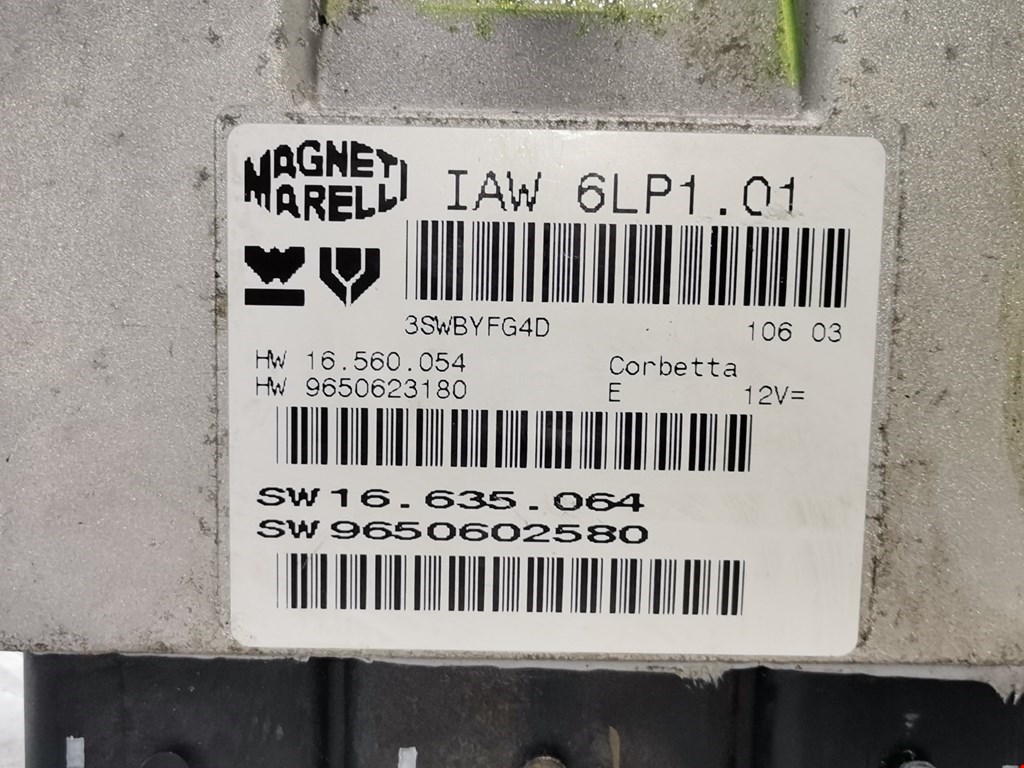 MAGNETI
MARELLI
IAW 6LP1.01
3SWBYFG4D 106 03
HW 16.560.054 Corbetta
HW 9650623180 E 12V=
SW 16.635.064
SW 9650602580